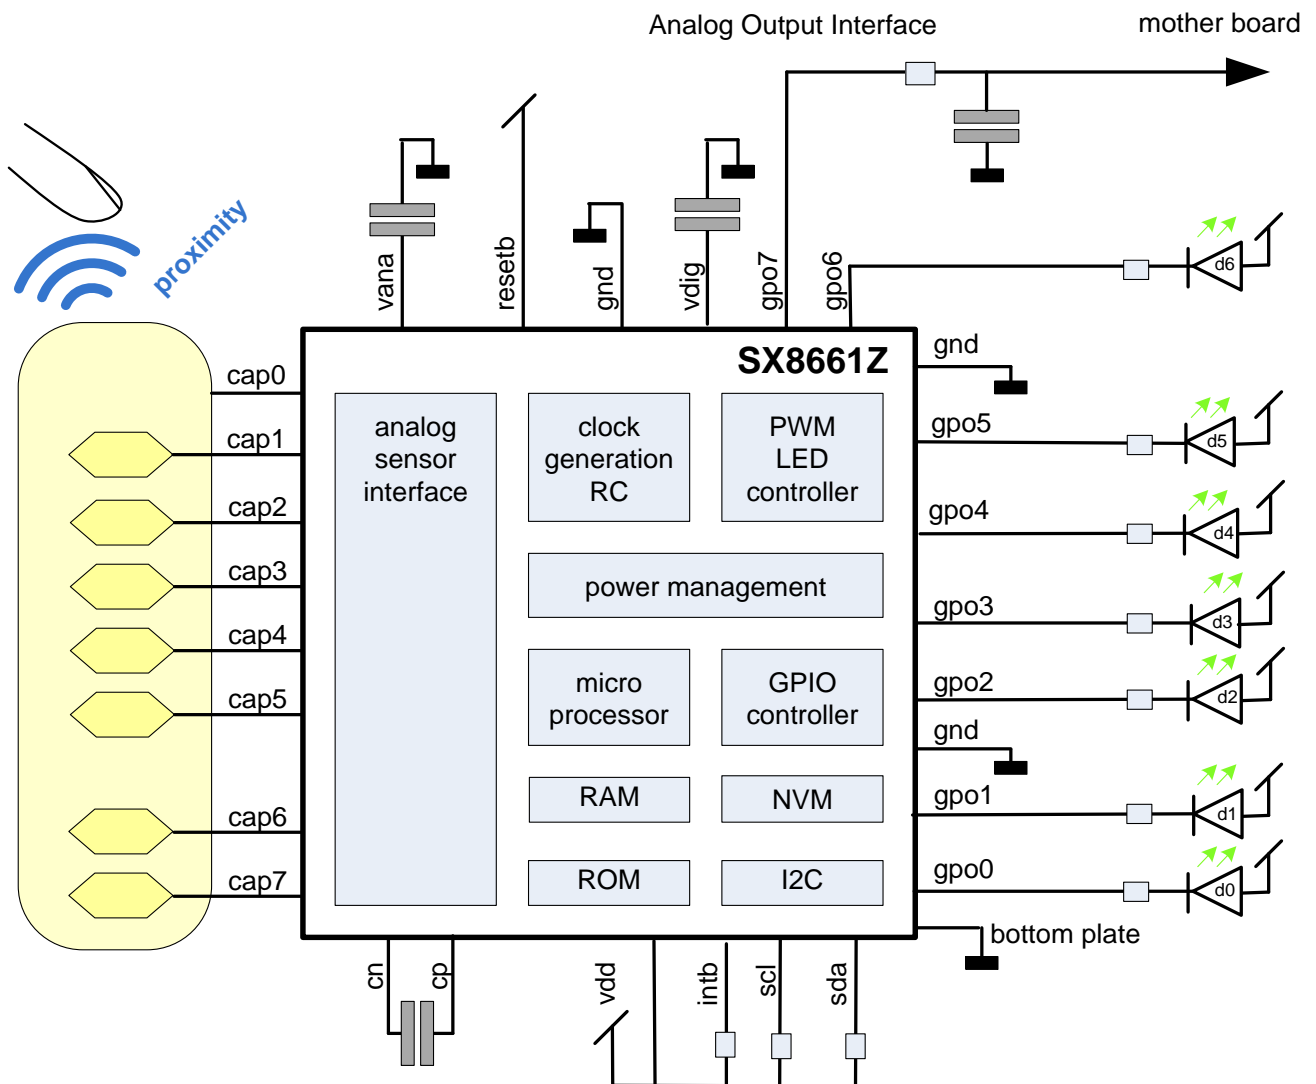 Analog Output Interface
mother board
proximity
vana
resetb
gnd
vdig
gpo7
gpo6
d6
SX8661Z
gnd
cap0
cap1
cap2
cap3
cap4
cap5
cap6
cap7
analog
sensor
interface
clock
generation
RC
PWM
LED
controller
power management
micro
processor
GPIO
controller
RAM
NVM
ROM
I2C
gpo5
d5
gpo4
d4
gpo3
d3
gpo2
d2
gnd
gpo1
d1
gpo0
d0
bottom plate
cn
cp
vdd
intb
scl
sda